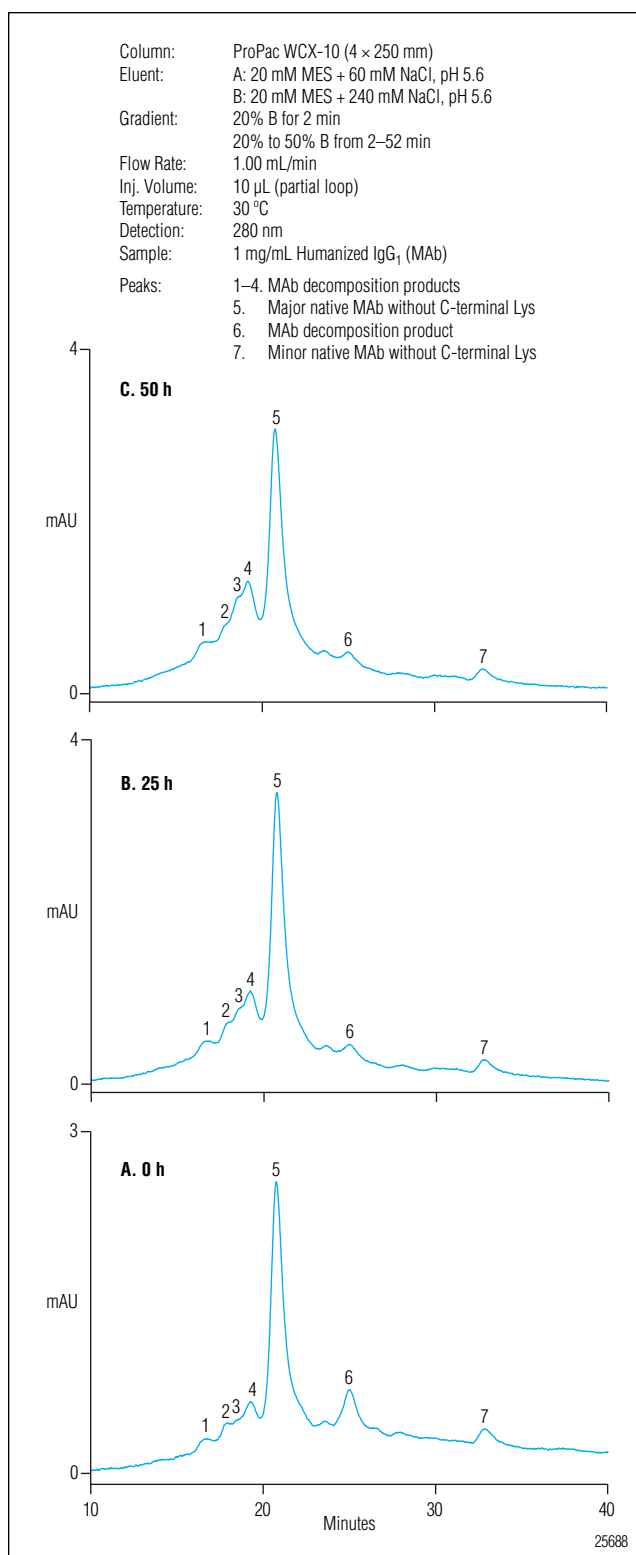 Column: ProPac WCX-10 (4 × 250 mm)
Eluent: A: 20 mM MES + 60 mM NaCl, pH 5.6
B: 20 mM MES + 240 mM NaCl, pH 5.6
Gradient: 20% B for 2 min
20% to 50% B from 2–52 min
Flow Rate: 1.00 mL/min
Inj. Volume: 10 µL (partial loop)
Temperature: 30 ºC
Detection: 280 nm
Sample: 1 mg/mL Humanized IgG₁ (MAb)
Peaks: 1–4. MAb decomposition products
5. Major native MAb without C-terminal Lys
6. MAb decomposition product
7. Minor native MAb without C-terminal Lys
4
C. 50 h
5
mAU
4
3
2
1
6
7
0
4
B. 25 h
5
mAU
4
3
2
1
6
7
0
3
A. 0 h
5
mAU
6
4
3
2
1
7
0
10 20 30 40
Minutes
25688